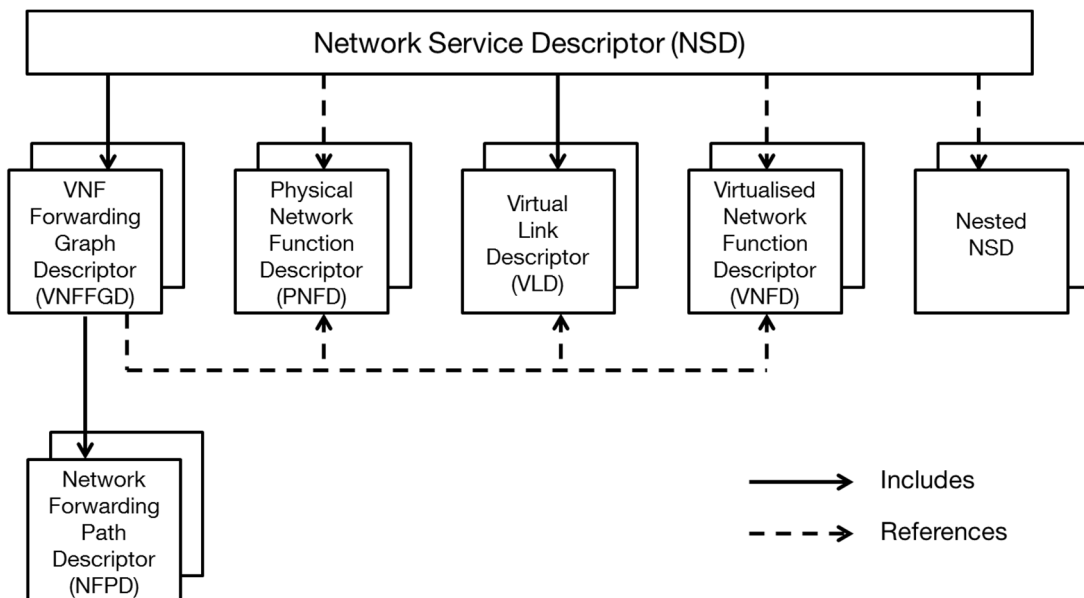 Network Service Descriptor (NSD)
VNF
Forwarding
Graph
Descriptor
(VNFFGD)
Physical
Network
Function
Descriptor
(PNFD)
Virtual
Link
Descriptor
(VLD)
Virtualised
Network
Function
Descriptor
(VNFD)
Nested
NSD
Network
Forwarding
Path
Descriptor
(NFPD)
Includes
References